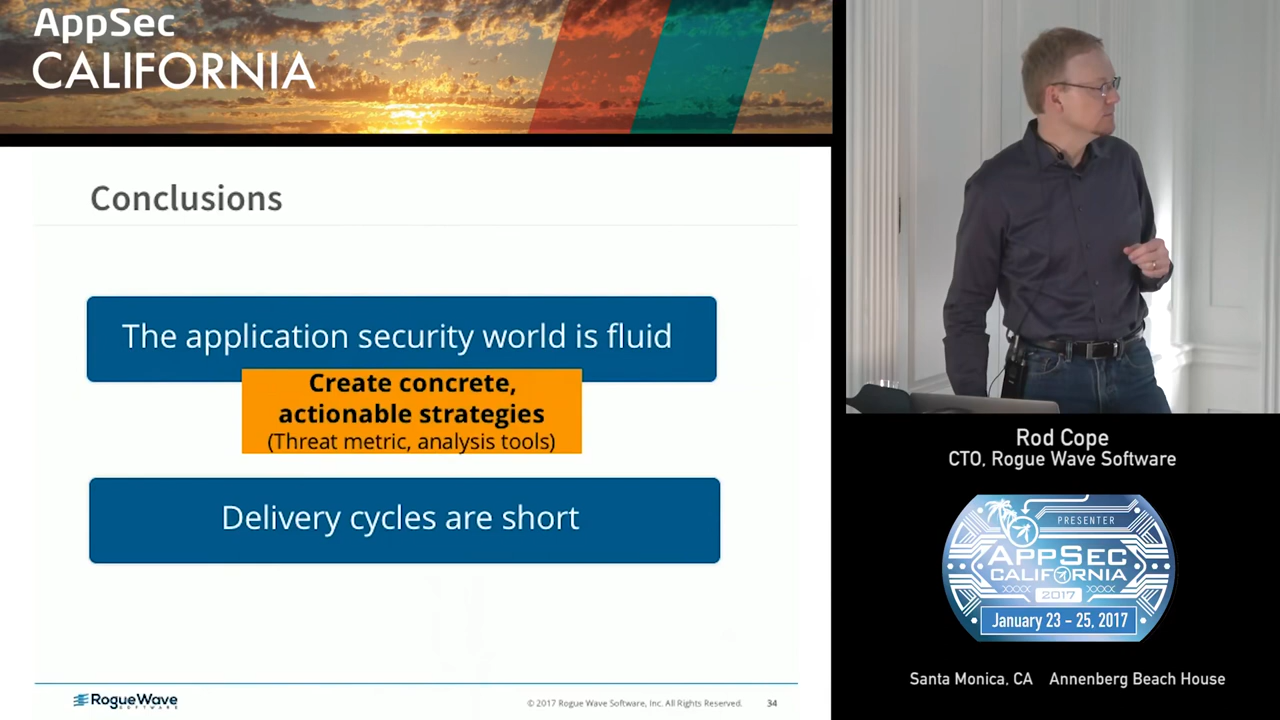 AppSec
CALIFORNIA
Conclusions
The application security world is fluid
Create concrete,
actionable strategies
(Threat metric, analysis tools)
Delivery cycles are short
RogueWave
SOFTWARE
© 2017 Rogue Wave Software, Inc. All Rights Reserved.
34
Rod Cope
CTO, Rogue Wave Software
PRESENTER
APPSEC
CALIFORNIA
2017
January 23 - 25, 2017
Santa Monica, CA Annenberg Beach House